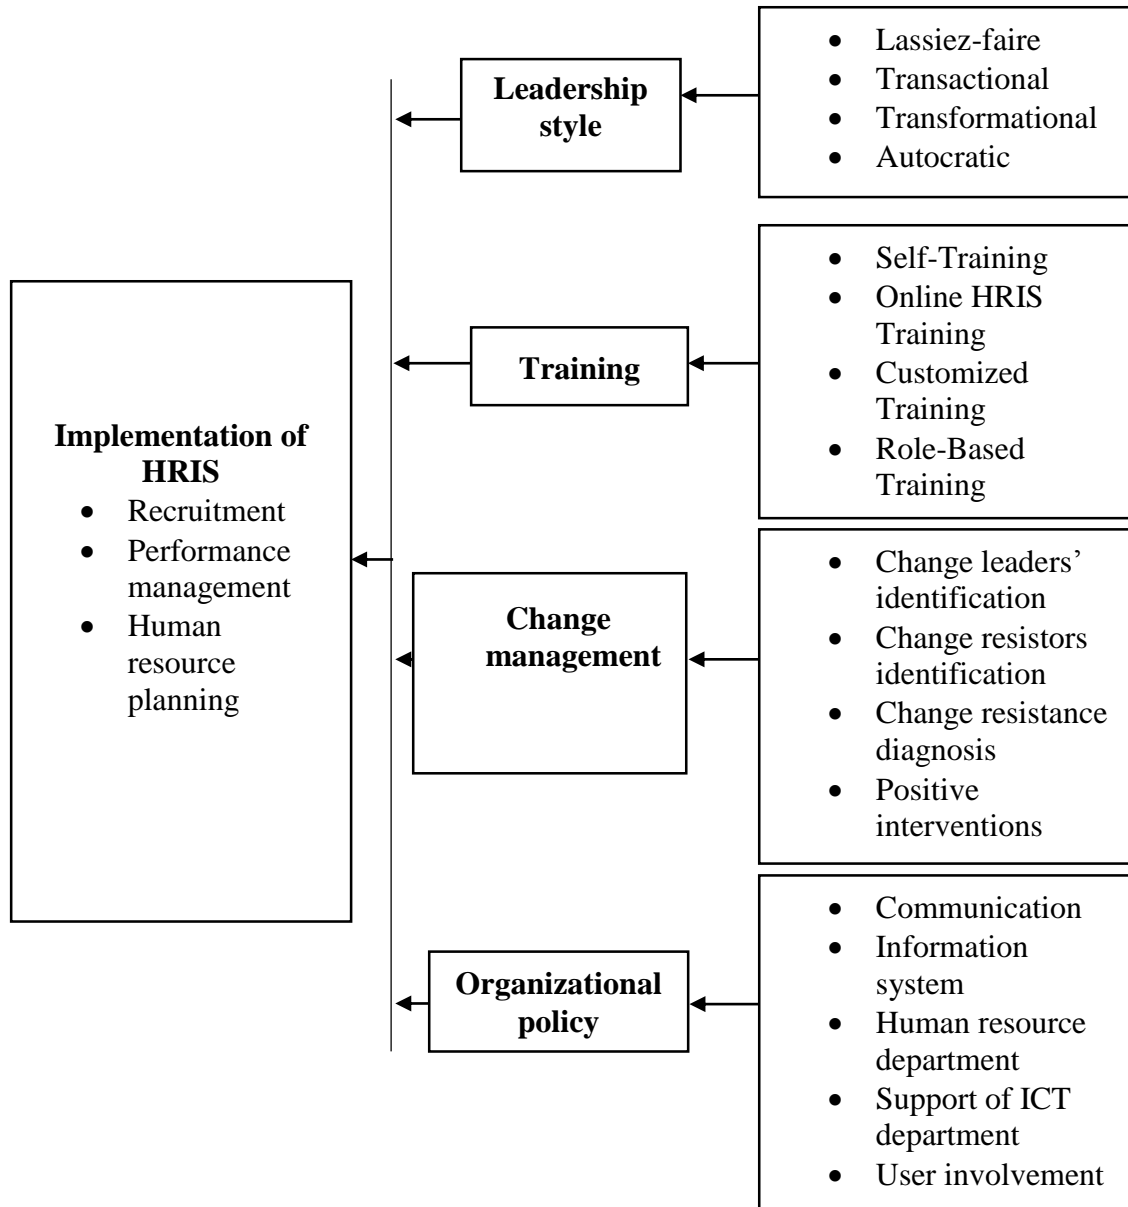 Leadership
style
• Lassiez-faire
• Transactional
• Transformational
• Autocratic
Training
• Self-Training
• Online HRIS
Training
• Customized
Training
• Role-Based
Training
Implementation of
HRIS
• Recruitment
• Performance
management
• Human
resource
planning
Change
management
• Change leaders’
identification
• Change resistors
identification
• Change resistance
diagnosis
• Positive
interventions
Organizational
policy
• Communication
• Information
system
• Human resource
department
• Support of ICT
department
• User involvement